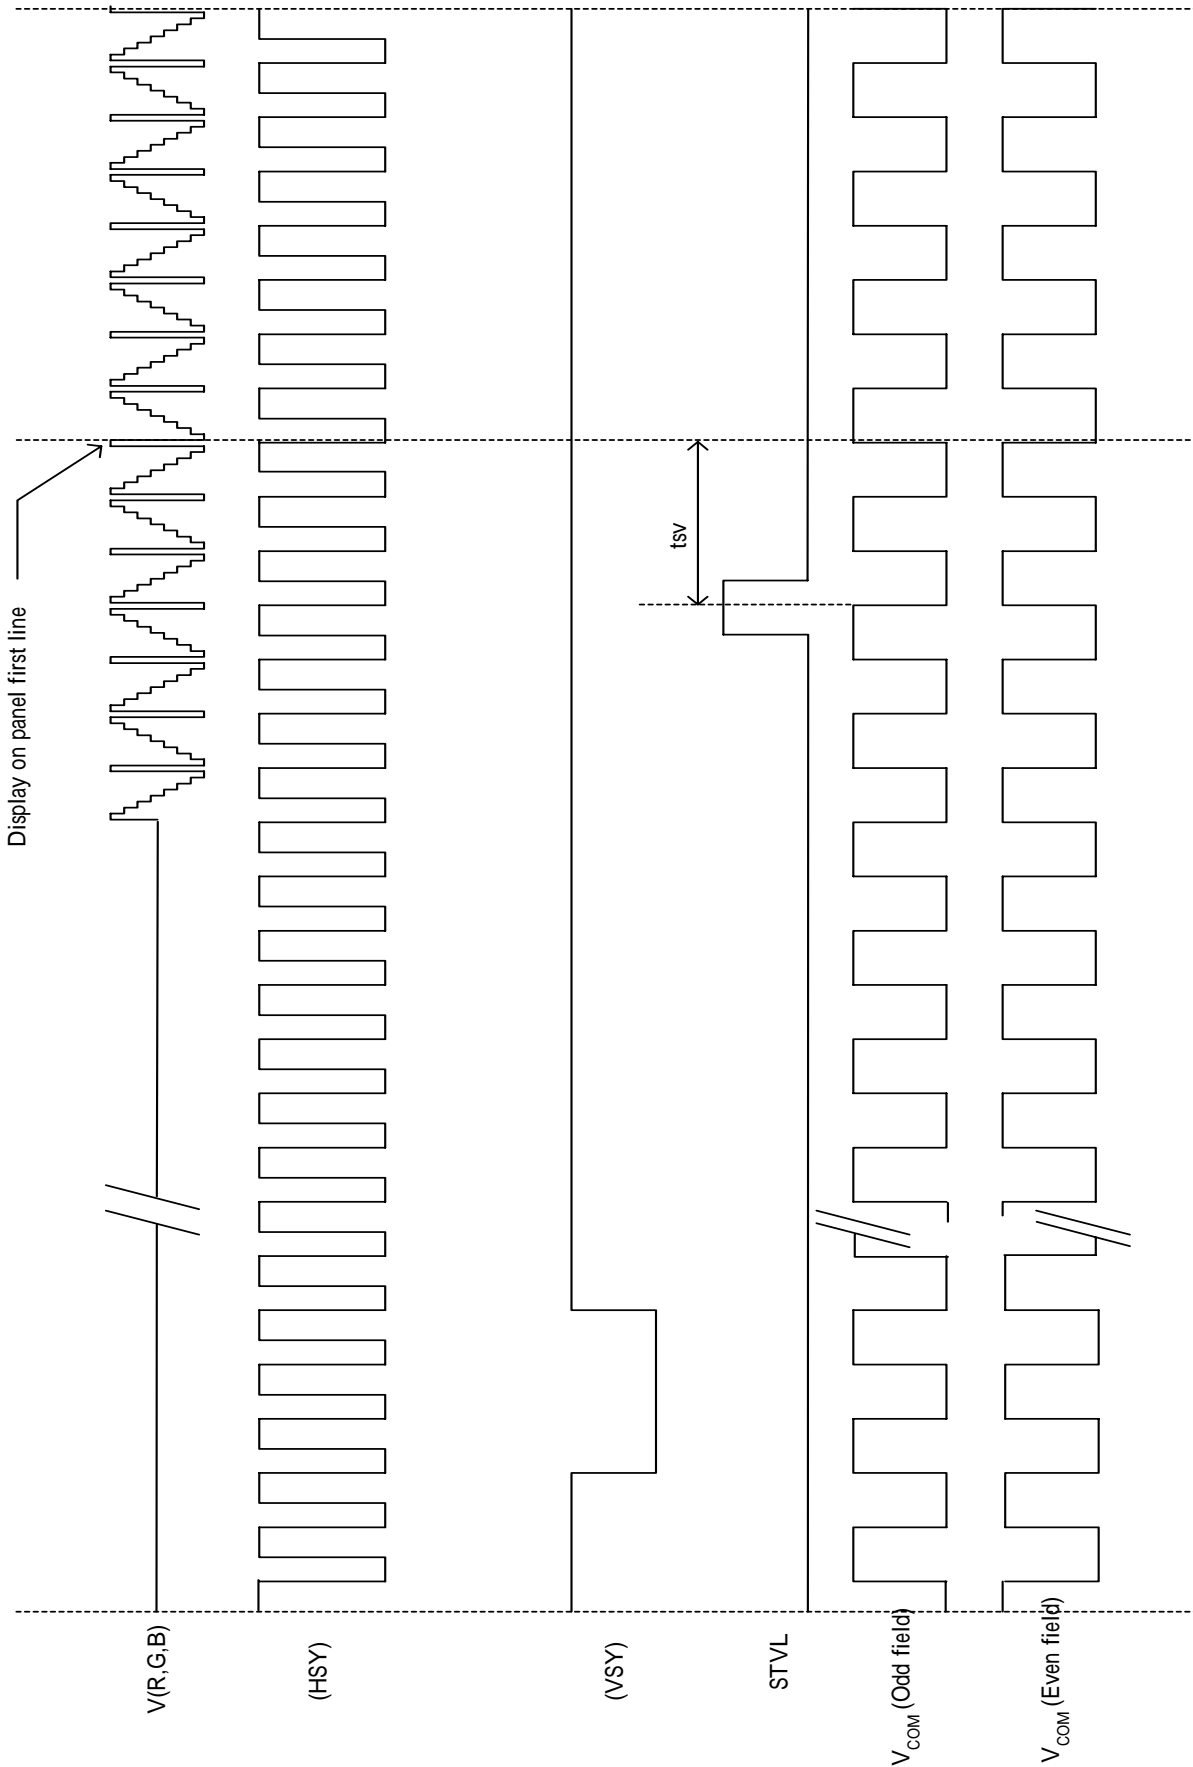 Display on panel first line
V(R,G,B)
(HSY)
(VSY)
tsv
STVL
VCOM (Odd field)
VCOM (Even field)